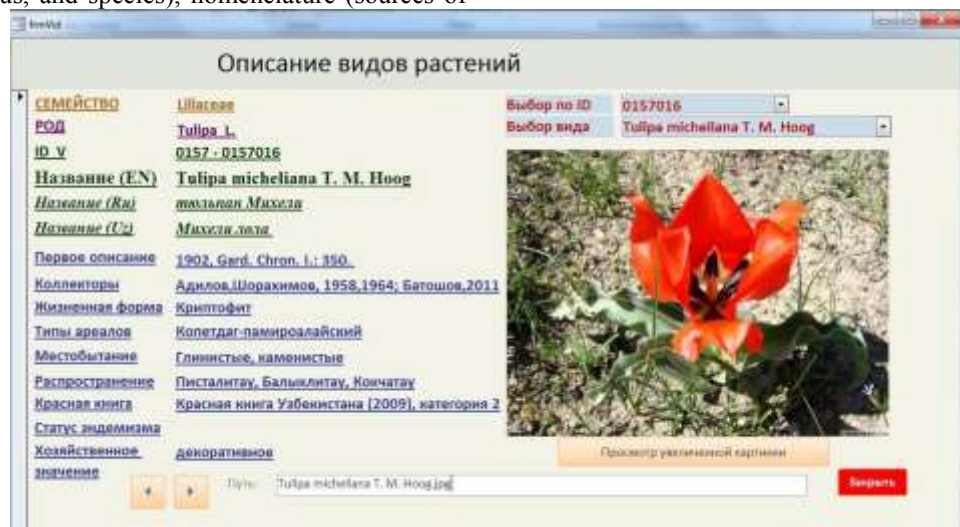 us, and species), nomenclature (sources of
frmVid
Описание видов растений
СЕМЕЙСТВО Liliaceae
Выбор по ID 0157016
РОД Tulipa L.
Выбор вида Tulipa micheliana T. M. Hoog
ID_V 0157 - 0157016
Название (EN) Tulipa micheliana T. M. Hoog
Название (Ru) тюльпан Михели
Название (Uz) Михели лола
Первое описание 1902, Gard. Chron. I.: 350.
Коллекторы Адилов,Шорахимов, 1958,1964; Батошов,2011
Жизненная форма Криптофит
Типы ареалов Копетдаг-памироалайский
Местобытание Глинистые, каменистые
Распространение Писталитау, Балыклитау, Кокчатау
Красная книга Красная книга Узбекистана (2009), категория 2
Статус эндемизма
Хозяйственное значение декоративное
Просмотр увеличенной картинки
Путь: Tulipa micheliana T. M. Hoog.jpg
Закрыть